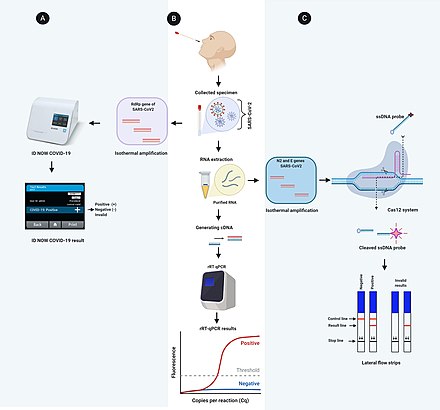 A
B
C
Collected specimen
SARS-CoV-2
RdRp gene of
SARS-CoV2
Isothermal amplification
ID NOW COVID-19
COVID-19 Positive
Back
Print
Positive (+)
Negative (-)
Invalid
ID NOW COVID-19 result
RNA extraction
Purified RNA
Generating cDNA
rRT-qPCR
rRT-qPCR results
Fluorescence
Positive
Threshold
Negative
Copies per reaction (Cq)
N2 and E genes
SARS-CoV2
Isothermal amplification
ssDNA
probe
Cas12 system
Cleaved ssDNA probe
Negative
Positive
Invalid
results
Control line
Result line
Stop line
Lateral flow strips